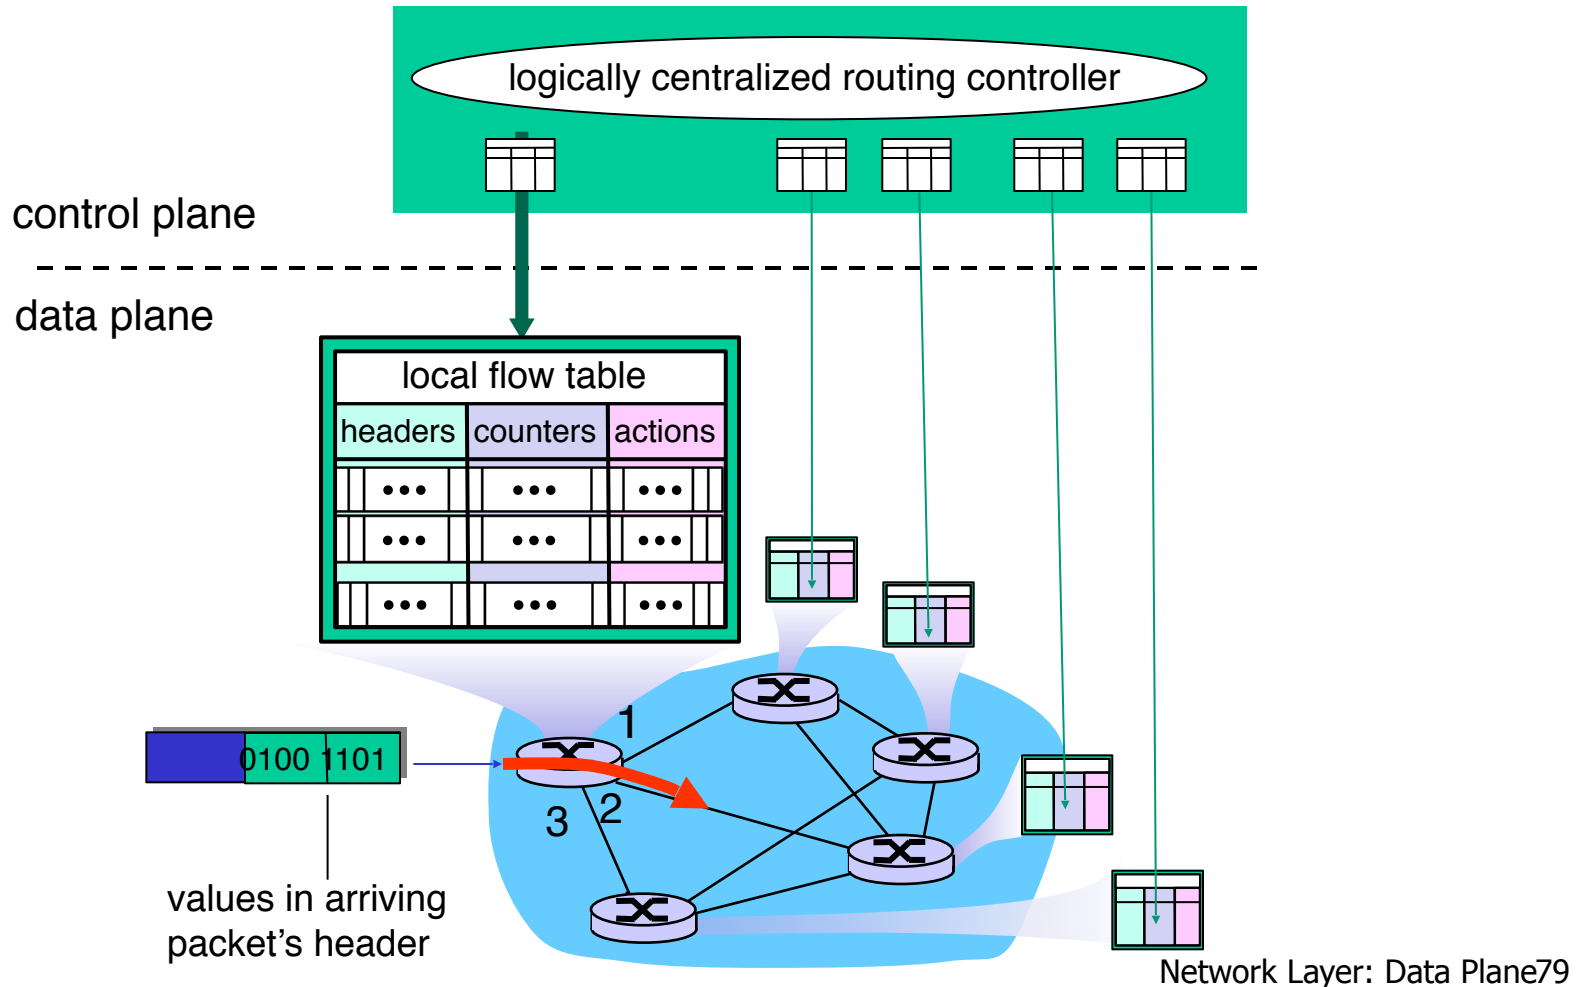 logically centralized routing controller
control plane
data plane
local flow table
headers counters actions
1
0100 1101
3 2
values in arriving
packet’s header
Network Layer: Data Plane79